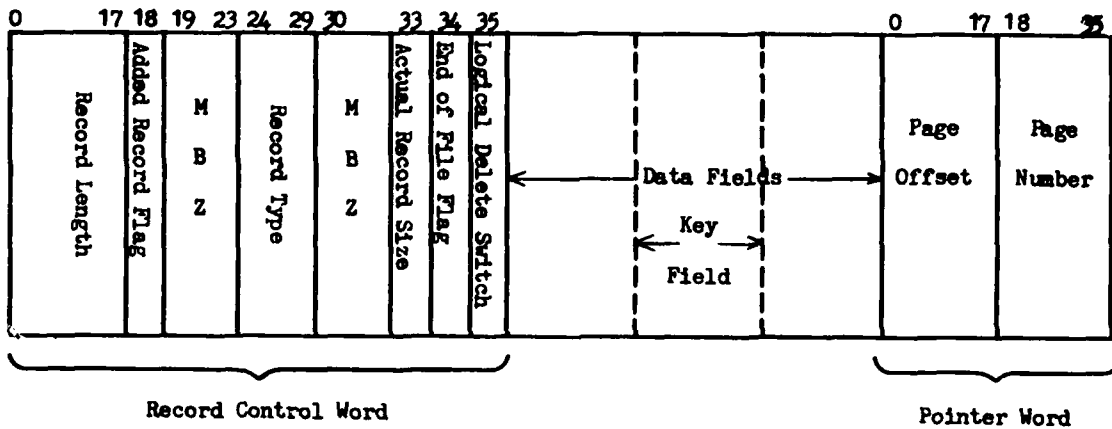 0 17 18 19 23 24 29 30 33 34 35 0 17 18 35
Record Length
Added Record Flag
M
B
Z
Record Type
M
B
Z
Actual Record Size
End of File Flag
Logical Delete Switch
Data Fields
Key
Field
Page
Offset
Page
Number
Record Control Word
Pointer Word